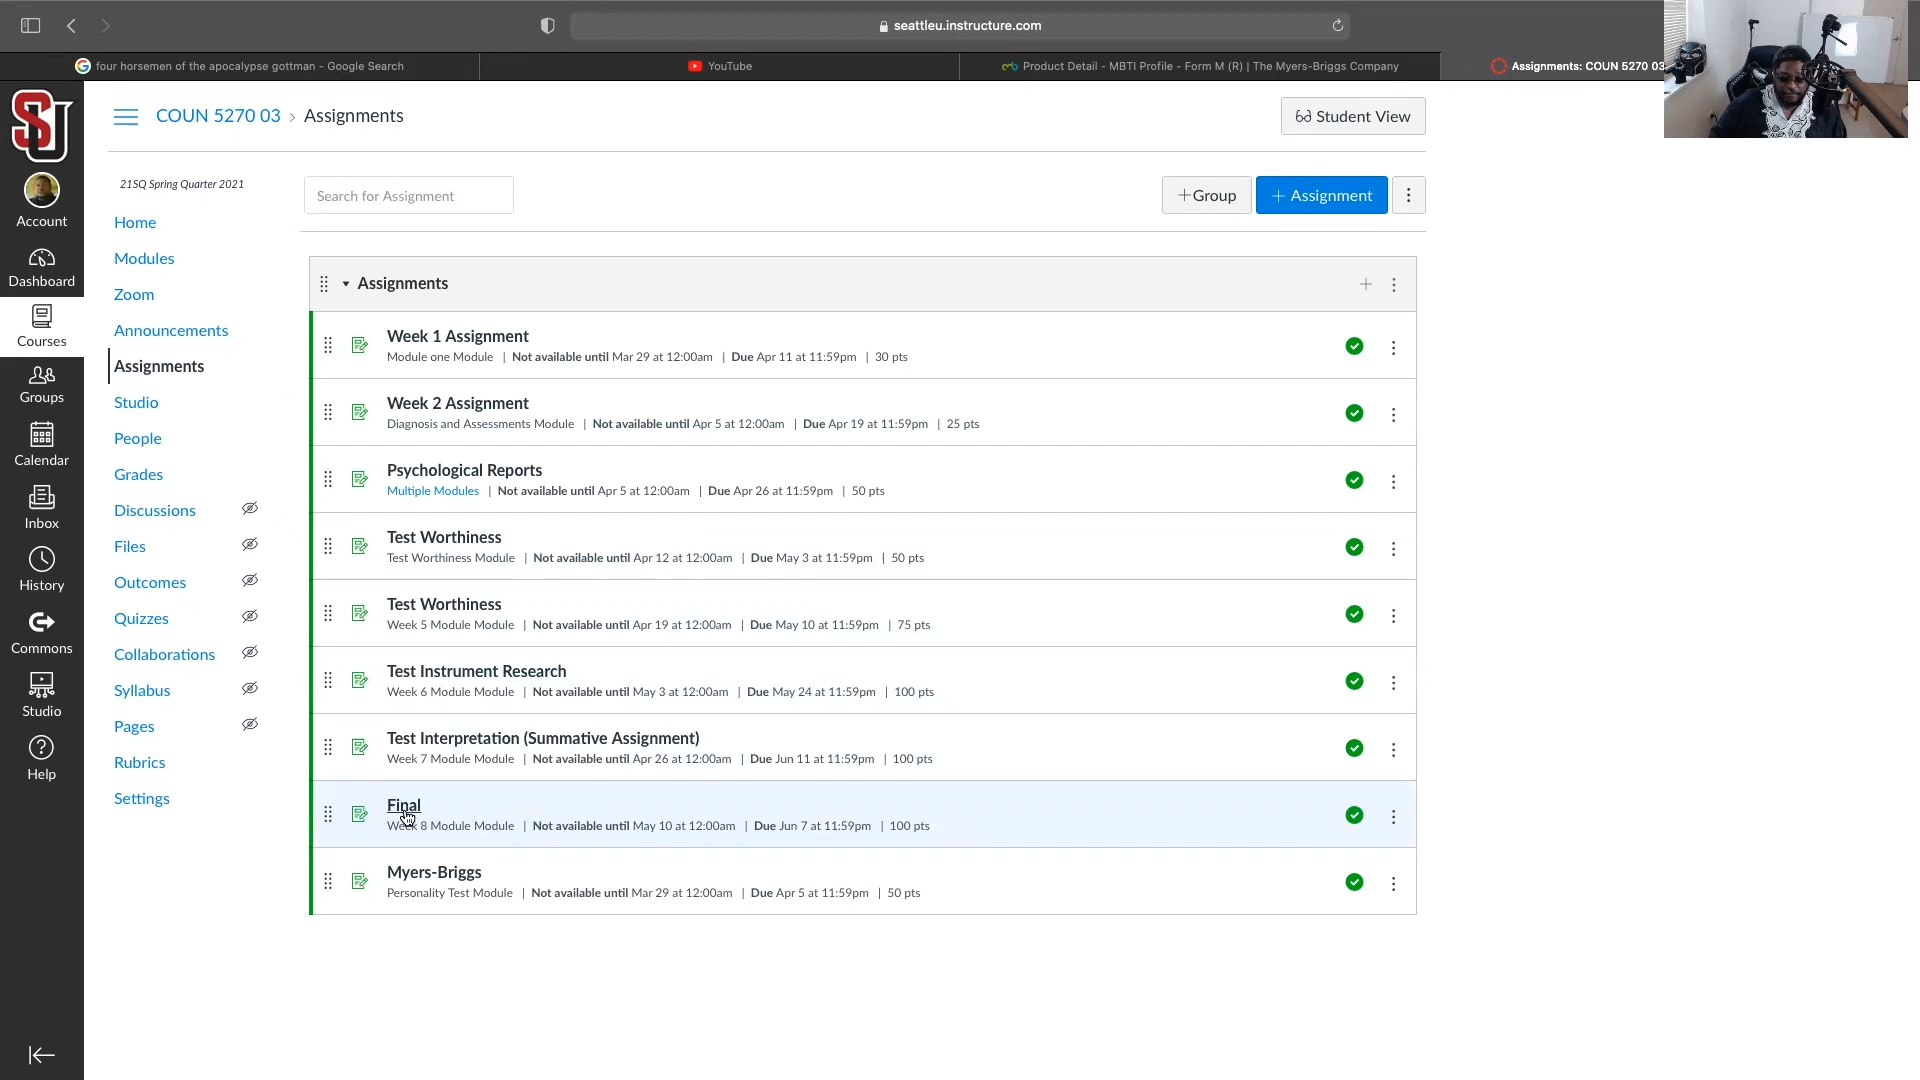 seattleu.instructure.com
four horsemen of the apocalypse gottman – Google Search
YouTube
Product Detail - MBTI Profile - Form M (R) | The Myers-Briggs Company
Assignments: COUN 5270 03
COUN 5270 03 › Assignments
Student View
Account
Dashboard
Courses
Groups
Calendar
Inbox
History
Commons
Studio
Help
21SQ Spring Quarter 2021
Home
Modules
Zoom
Announcements
Assignments
Studio
People
Grades
Discussions
Files
Outcomes
Quizzes
Collaborations
Syllabus
Pages
Rubrics
Settings
Search for Assignment
+Group
+ Assignment
Assignments
Week 1 Assignment
Module one Module | Not available until Mar 29 at 12:00am | Due Apr 11 at 11:59pm | 30 pts
Week 2 Assignment
Diagnosis and Assessments Module | Not available until Apr 5 at 12:00am | Due Apr 19 at 11:59pm | 25 pts
Psychological Reports
Multiple Modules | Not available until Apr 5 at 12:00am | Due Apr 26 at 11:59pm | 50 pts
Test Worthiness
Test Worthiness Module | Not available until Apr 12 at 12:00am | Due May 3 at 11:59pm | 50 pts
Test Worthiness
Week 5 Module Module | Not available until Apr 19 at 12:00am | Due May 10 at 11:59pm | 75 pts
Test Instrument Research
Week 6 Module Module | Not available until May 3 at 12:00am | Due May 24 at 11:59pm | 100 pts
Test Interpretation (Summative Assignment)
Week 7 Module Module | Not available until Apr 26 at 12:00am | Due Jun 11 at 11:59pm | 100 pts
Final
Week 8 Module Module | Not available until May 10 at 12:00am | Due Jun 7 at 11:59pm | 100 pts
Myers-Briggs
Personality Test Module | Not available until Mar 29 at 12:00am | Due Apr 5 at 11:59pm | 50 pts